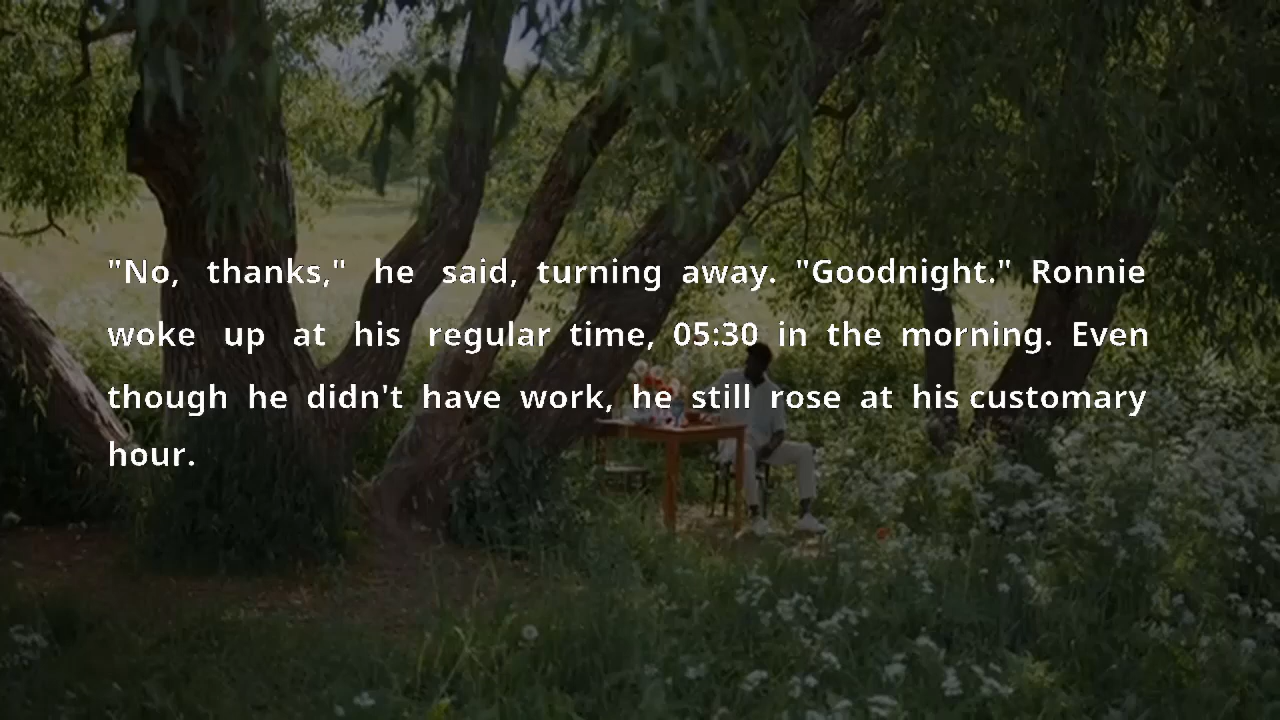 "No, thanks," he said, turning away. "Goodnight." Ronnie
woke up at his regular time, 05:30 in the morning. Even
though he didn't have work, he still rose at his customary
hour.